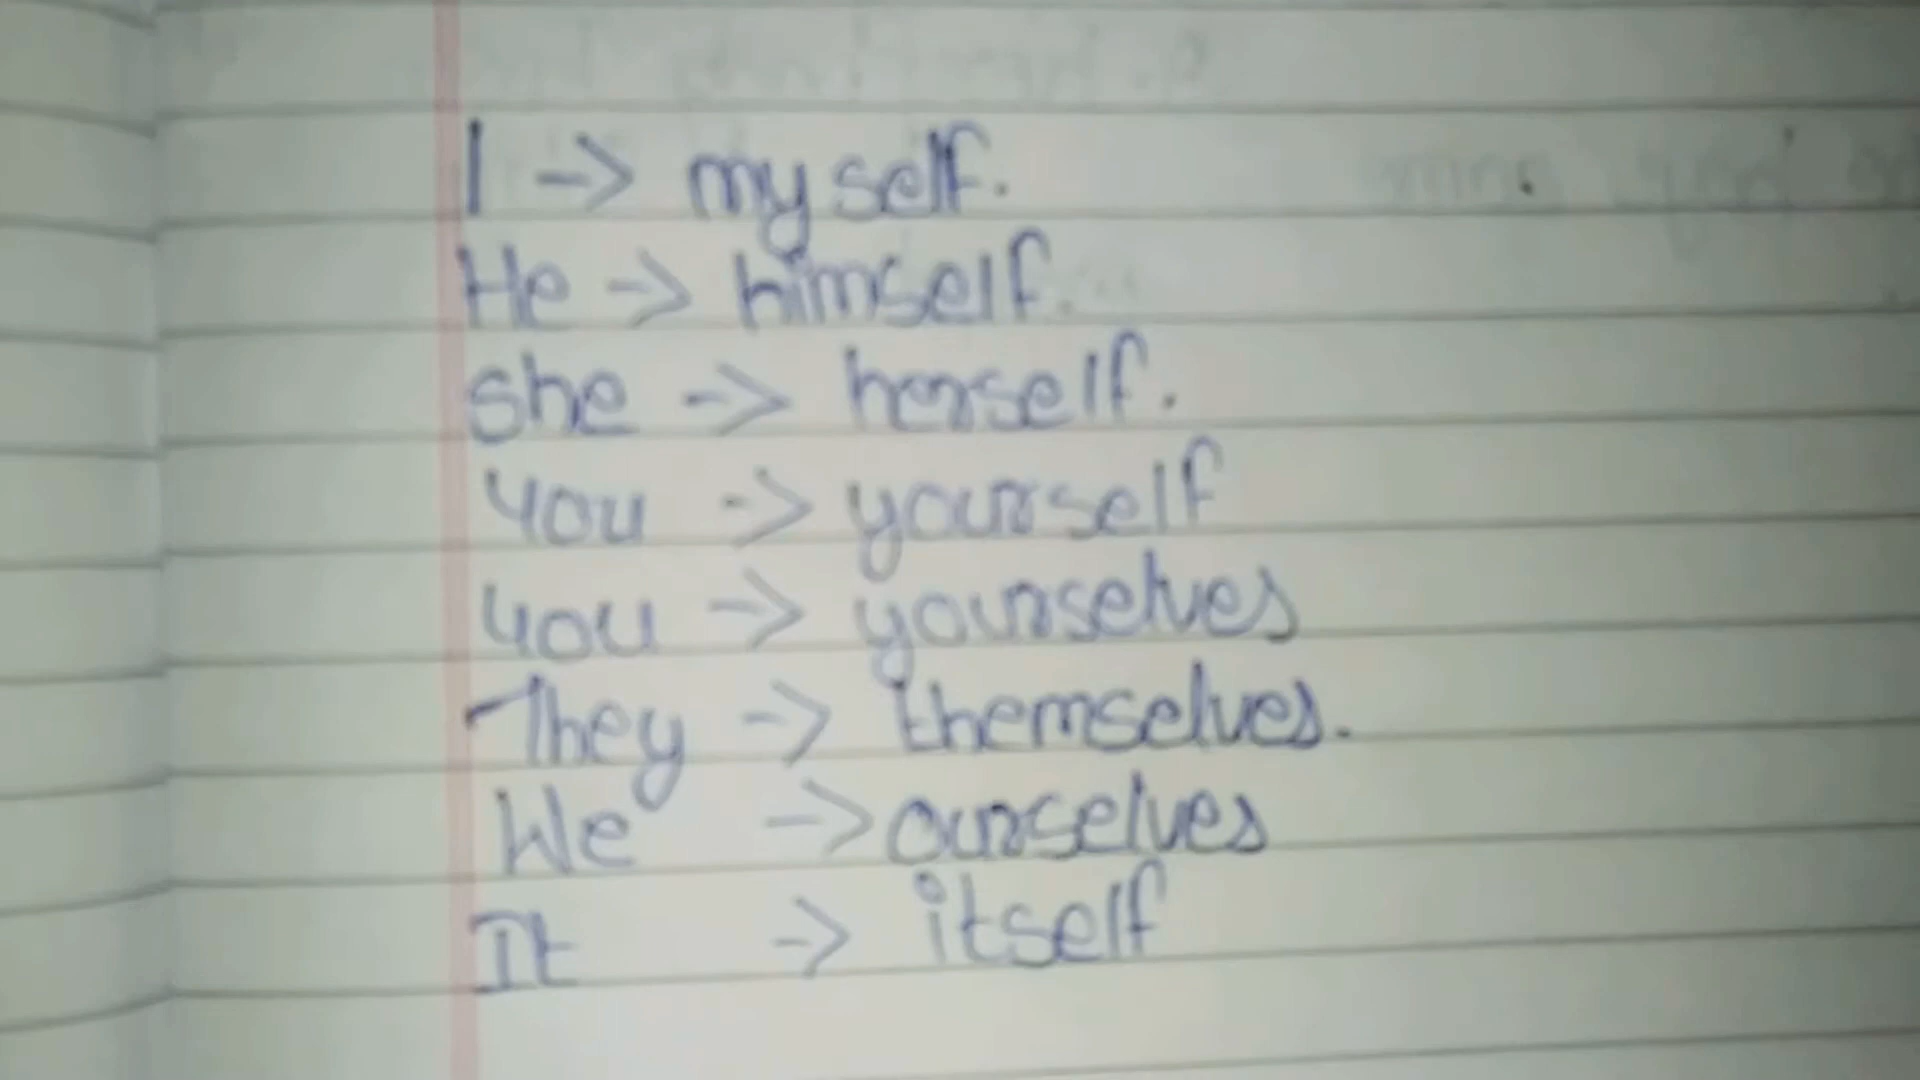 I -> my self.
He -> himself.
She -> herself.
You -> yourself
You -> yourselves
They -> themselves.
We -> ourselves
It -> itself